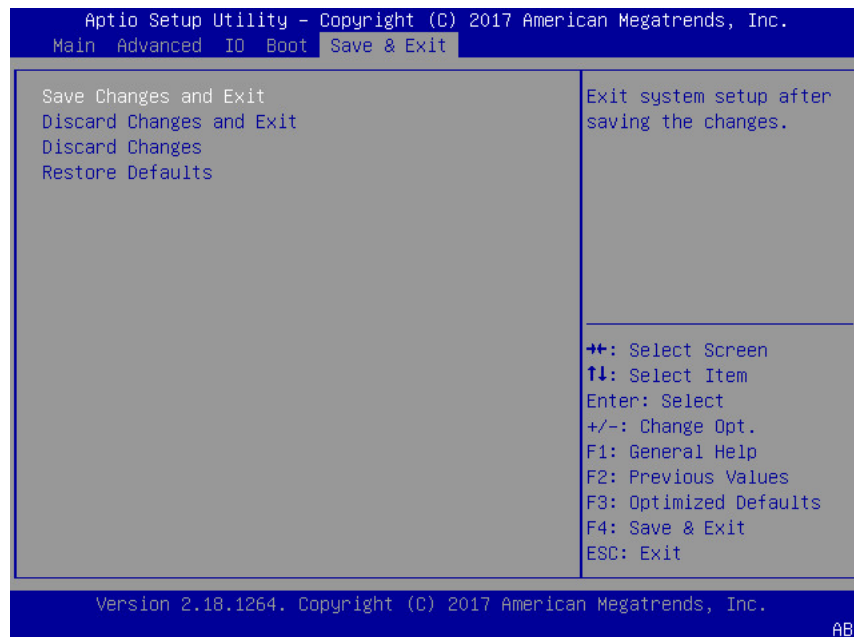 Aptio Setup Utility – Copyright (C) 2017 American Megatrends, Inc.
Main Advanced IO Boot Save & Exit
Save Changes and Exit
Discard Changes and Exit
Discard Changes
Restore Defaults
Exit system setup after
saving the changes.
→←: Select Screen
↑↓: Select Item
Enter: Select
+/-: Change Opt.
F1: General Help
F2: Previous Values
F3: Optimized Defaults
F4: Save & Exit
ESC: Exit
Version 2.18.1264. Copyright (C) 2017 American Megatrends, Inc.
AB